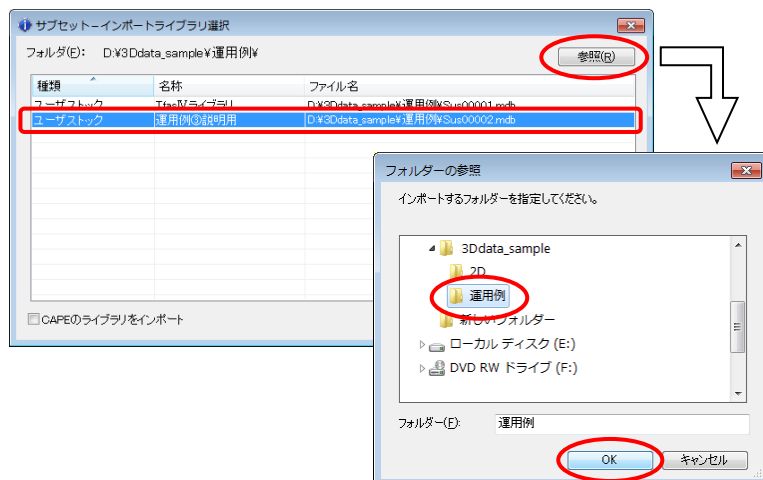 サブセット－インポートライブラリ選択
フォルダ(F): D:¥3Ddata_sample¥運用例¥
参照(R)
種類 名称 ファイル名
ユーザストック TfasⅣライブラリ D:¥3Ddata_sample¥運用例¥Sus00001.mdb
ユーザストック 運用例③説明用 D:¥3Ddata_sample¥運用例¥Sus00002.mdb
CAPEのライブラリをインポート
フォルダーの参照
インポートするフォルダーを指定してください。
3Ddata_sample
2D
運用例
新しいフォルダー
ローカル ディスク (E:)
DVD RW ドライブ (F:)
フォルダー(F): 運用例
OK キャンセル